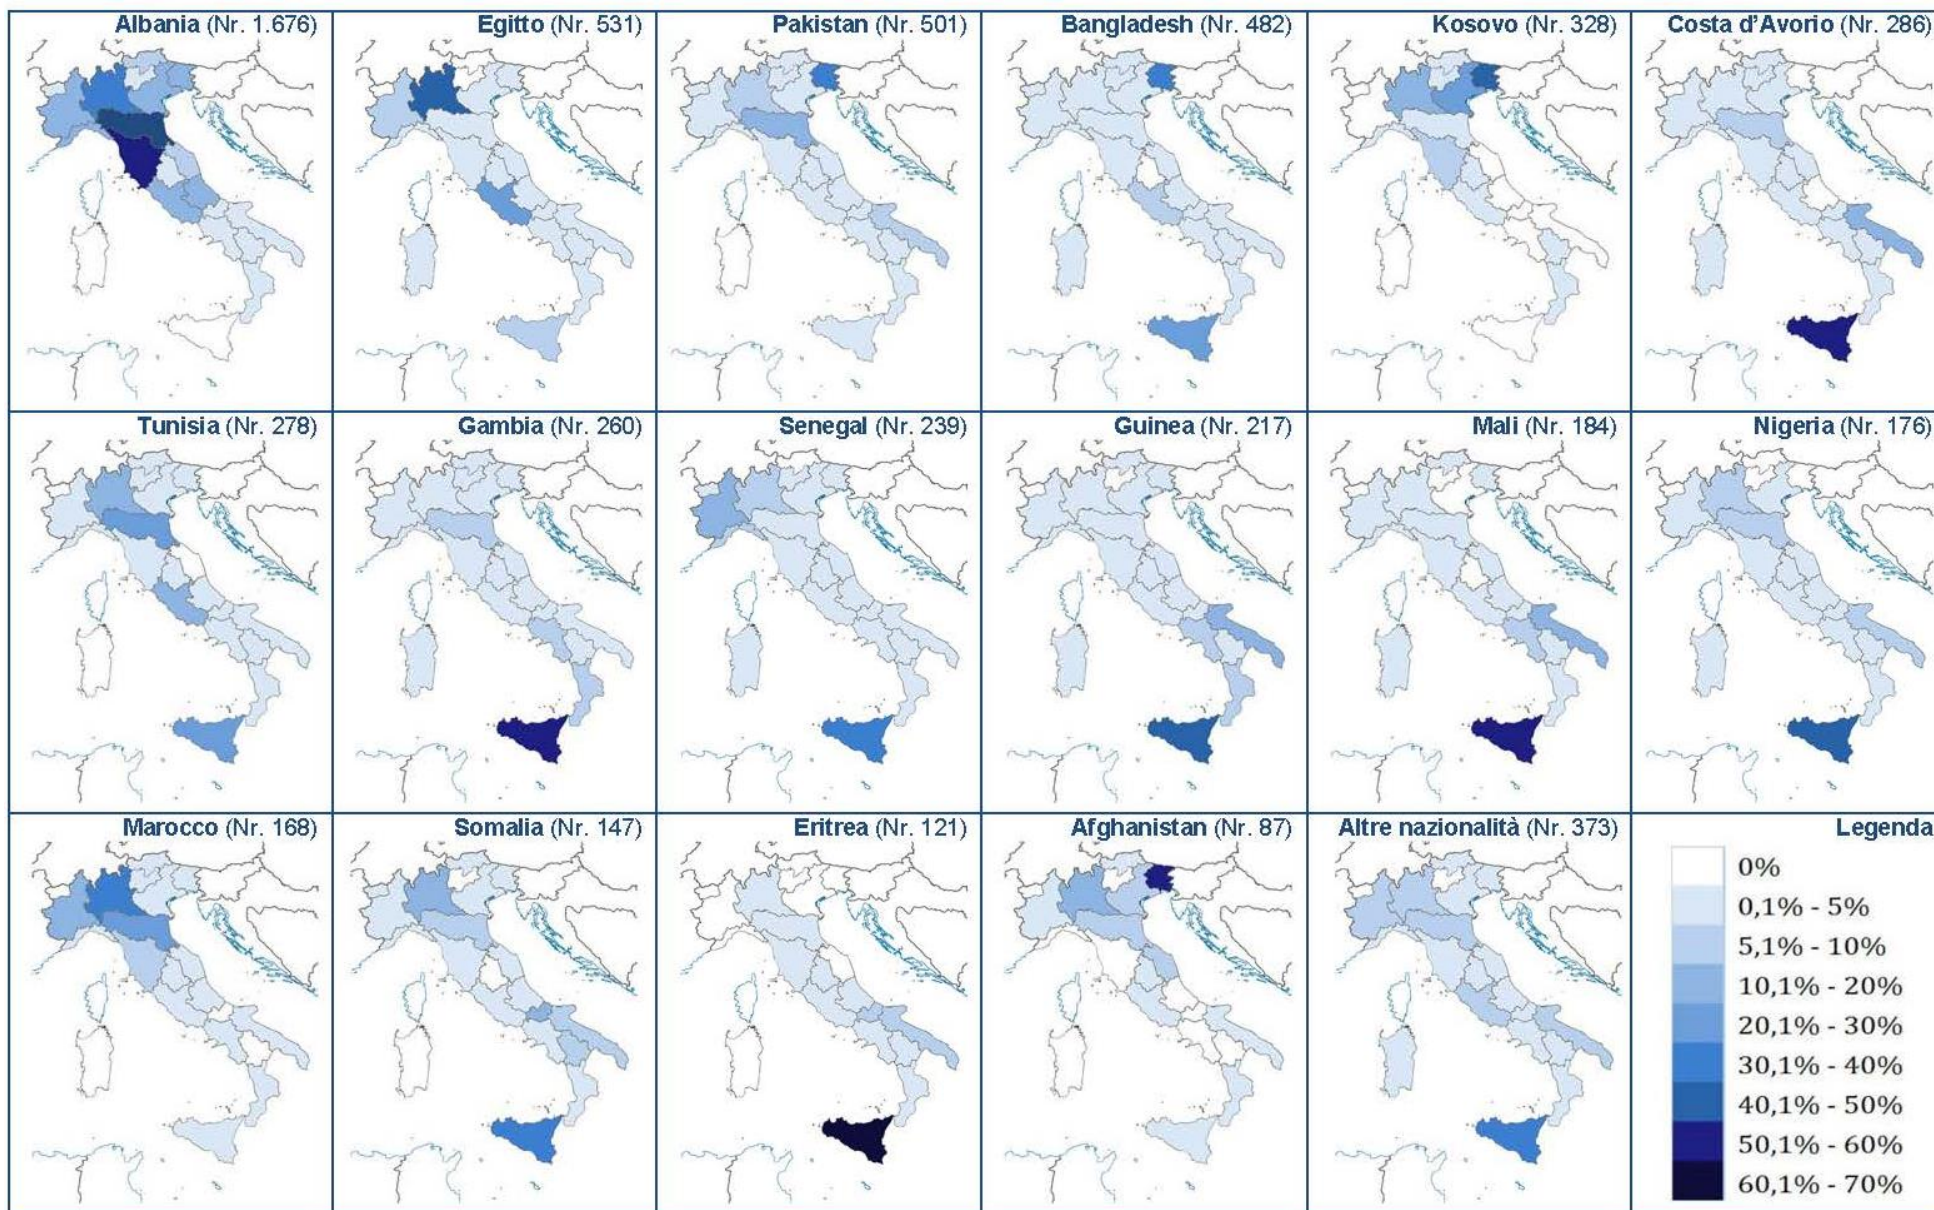 Albania (Nr. 1.676)
Egitto (Nr. 531)
Pakistan (Nr. 501)
Bangladesh (Nr. 482)
Kosovo (Nr. 328)
Costa d'Avorio (Nr. 286)
Tunisia (Nr. 278)
Gambia (Nr. 260)
Senegal (Nr. 239)
Guinea (Nr. 217)
Mali (Nr. 184)
Nigeria (Nr. 176)
Marocco (Nr. 168)
Somalia (Nr. 147)
Eritrea (Nr. 121)
Afghanistan (Nr. 87)
Altre nazionalità (Nr. 373)
Legenda
0%
0,1% - 5%
5,1% - 10%
10,1% - 20%
20,1% - 30%
30,1% - 40%
40,1% - 50%
50,1% - 60%
60,1% - 70%